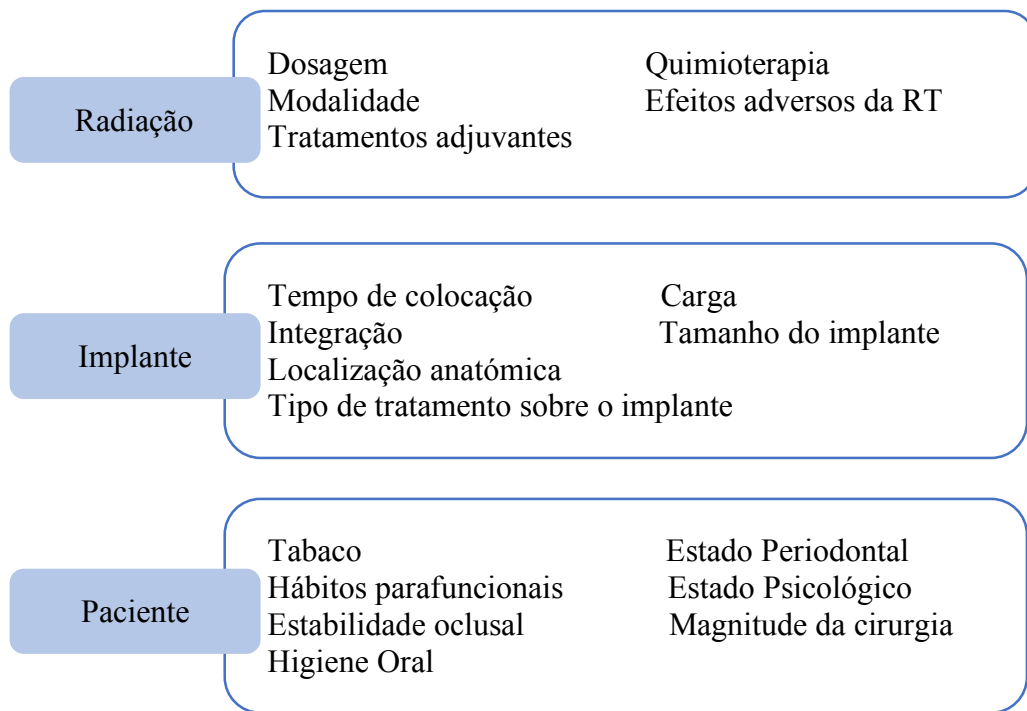 Radiação
Dosagem
Modalidade
Tratamentos adjuvantes
Quimioterapia
Efeitos adversos da RT
Implante
Tempo de colocação
Integração
Localização anatómica
Tipo de tratamento sobre o implante
Carga
Tamanho do implante
Paciente
Tabaco
Hábitos parafuncionais
Estabilidade oclusal
Higiene Oral
Estado Periodontal
Estado Psicológico
Magnitude da cirurgia